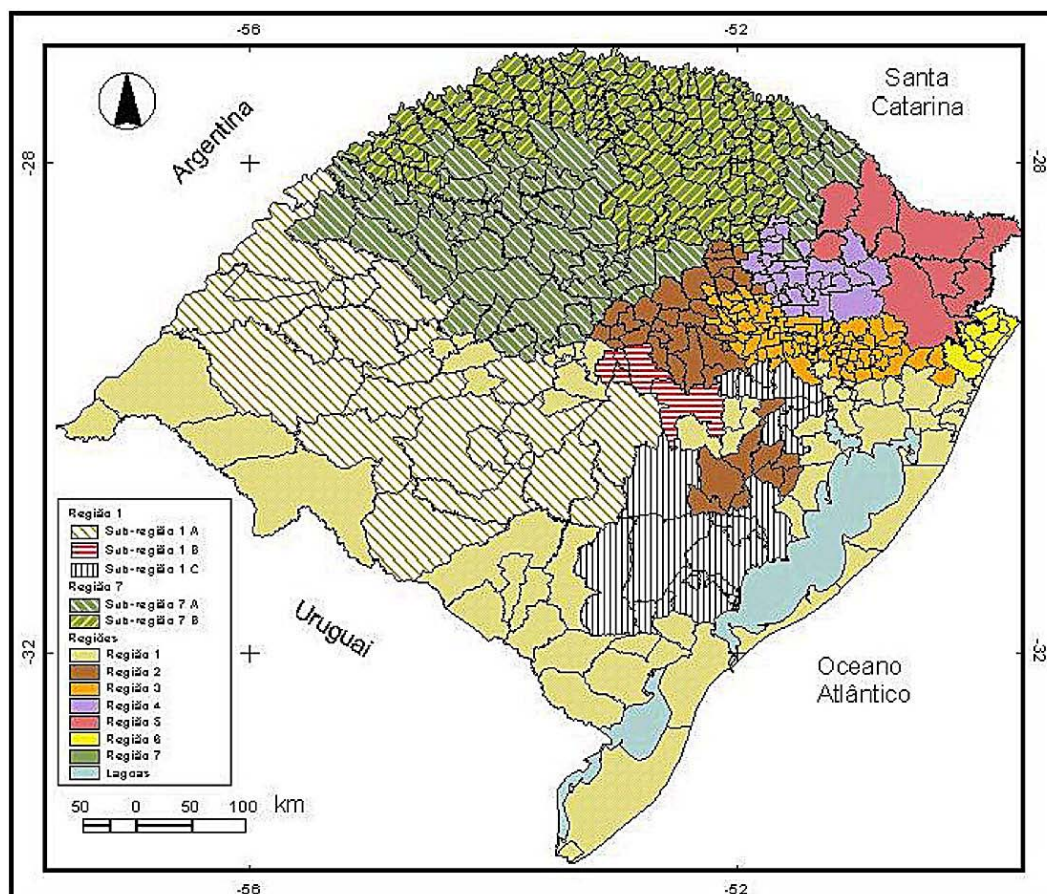 -56
-52
Santa
Catarina
Argentina
-28
-28
Região 1
Sub-região 1 A
Sub-região 1 B
Sub-região 1 C
Região 7
Sub-região 7 A
Sub-região 7 B
Regiões
Região 1
Região 2
Região 3
Região 4
Região 5
Região 6
Região 7
Lagoas
Uruguai
-32
-32
Oceano
Atlântico
50 0 50 100 km
-56
-52